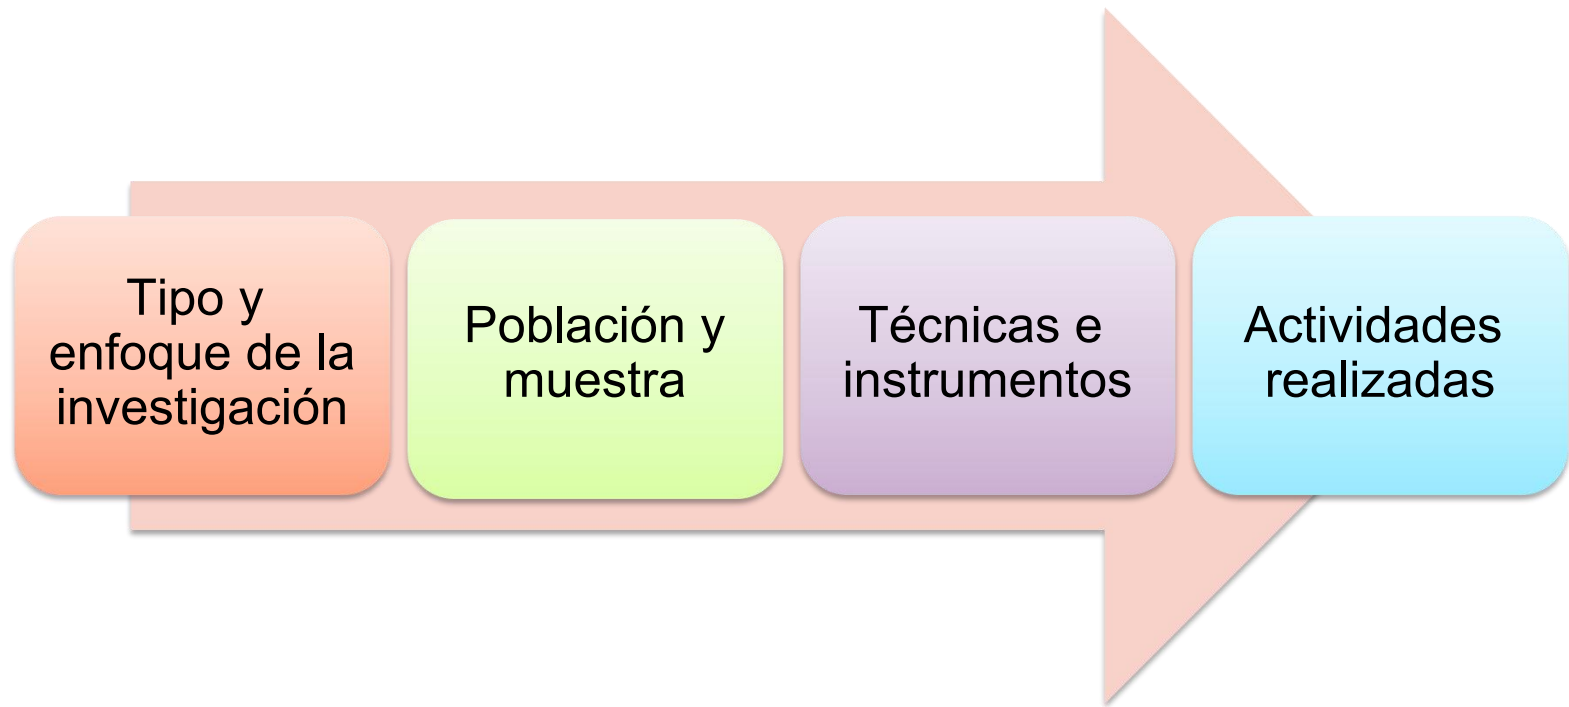 Tipo y
enfoque de la
investigación
Población y
muestra
Técnicas e
instrumentos
Actividades
realizadas